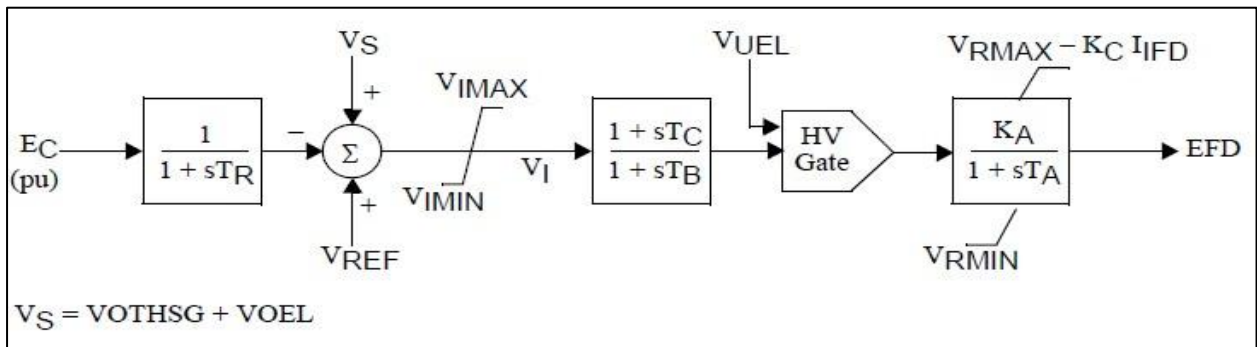 VS
VUEL
VRMAX – KC IIFD
+
VIMAX
EC
(pu)
1
1 + sTR
–
Σ
VI
1 + sTC
1 + sTB
HV
Gate
KA
1 + sTA
EFD
VIMIN
+
VREF
VRMIN
VS = VOTHSG + VOEL